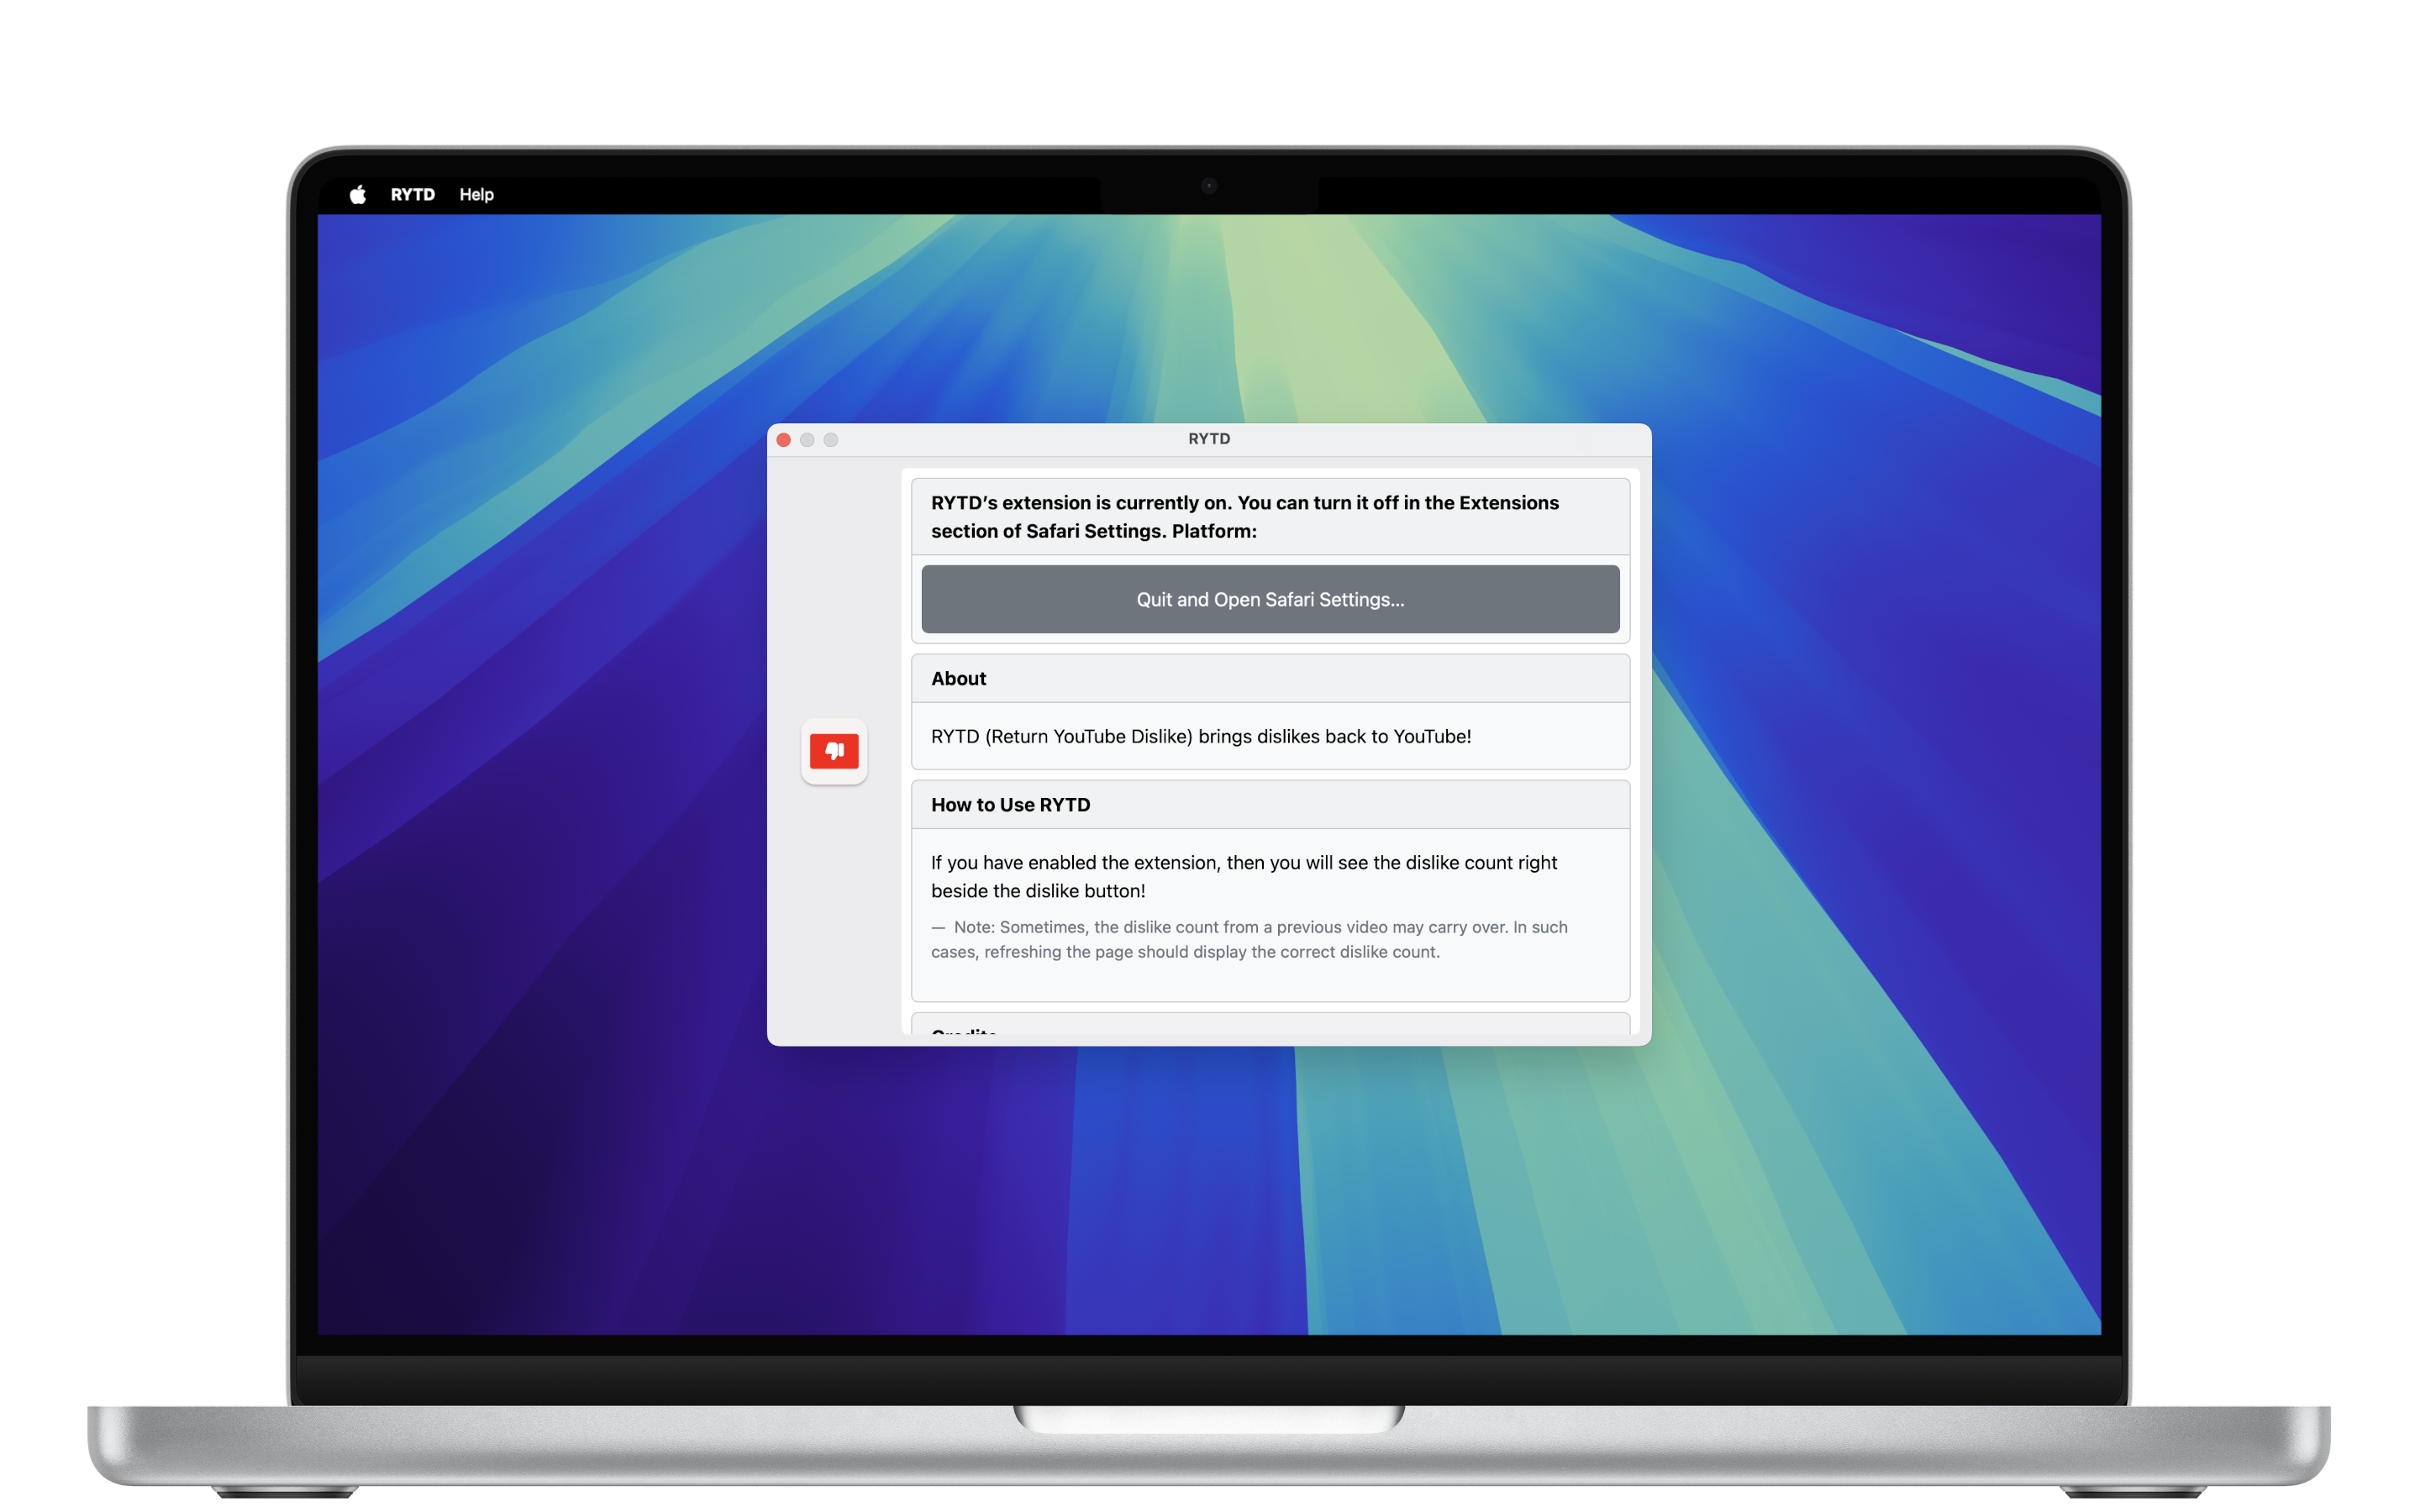 RYTD Help
RYTD
RYTD’s extension is currently on. You can turn it off in the Extensions
section of Safari Settings. Platform:
Quit and Open Safari Settings…
About
RYTD (Return YouTube Dislike) brings dislikes back to YouTube!
How to Use RYTD
If you have enabled the extension, then you will see the dislike count right
beside the dislike button!
— Note: Sometimes, the dislike count from a previous video may carry over. In such
cases, refreshing the page should display the correct dislike count.
Credits